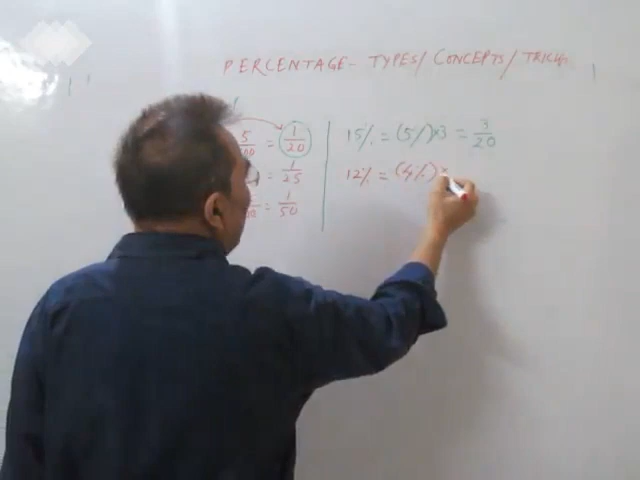 PERCENTAGE - TYPES/ CONCEPTS/ TRICKS
= 1/20
15% = (5%)×3 = 3/20
= 1/25
12% = (4%)×
= 1/50